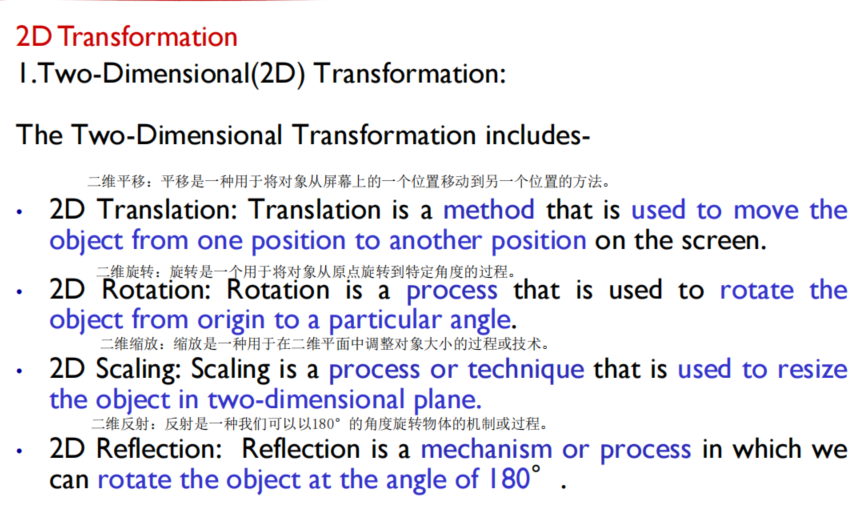 2D Transformation
1.Two-Dimensional(2D) Transformation:
The Two-Dimensional Transformation includes-
二维平移：平移是一种用于将对象从屏幕上的一个位置移动到另一个位置的方法。
• 2D Translation: Translation is a method that is used to move the
object from one position to another position on the screen.
二维旋转：旋转是一个用于将对象从原点旋转到特定角度的过程。
• 2D Rotation: Rotation is a process that is used to rotate the
object from origin to a particular angle.
二维缩放：缩放是一种用于在二维平面中调整对象大小的过程或技术。
• 2D Scaling: Scaling is a process or technique that is used to resize
the object in two-dimensional plane.
二维反射：反射是一种我们可以以180°的角度旋转物体的机制或过程。
• 2D Reflection: Reflection is a mechanism or process in which we
can rotate the object at the angle of 180° .